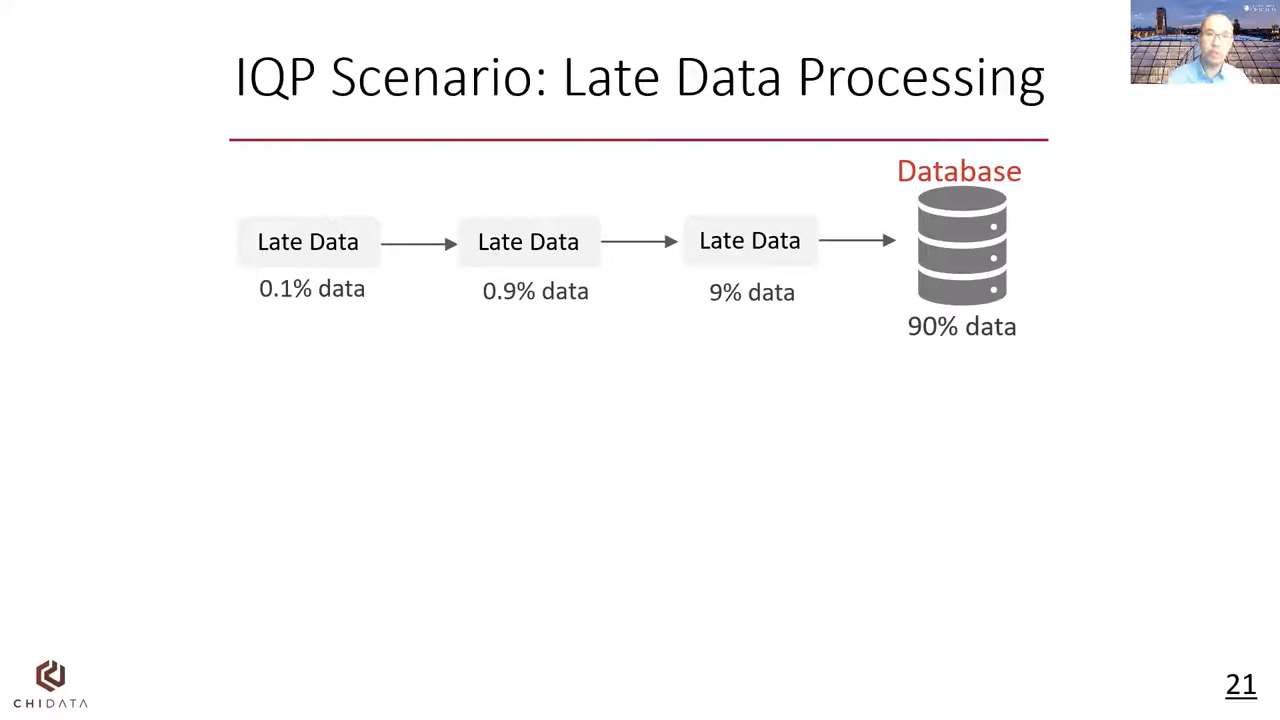 IQP Scenario: Late Data Processing
Database
Late Data
Late Data
Late Data
0.1% data
0.9% data
9% data
90% data
CHIDATA
21